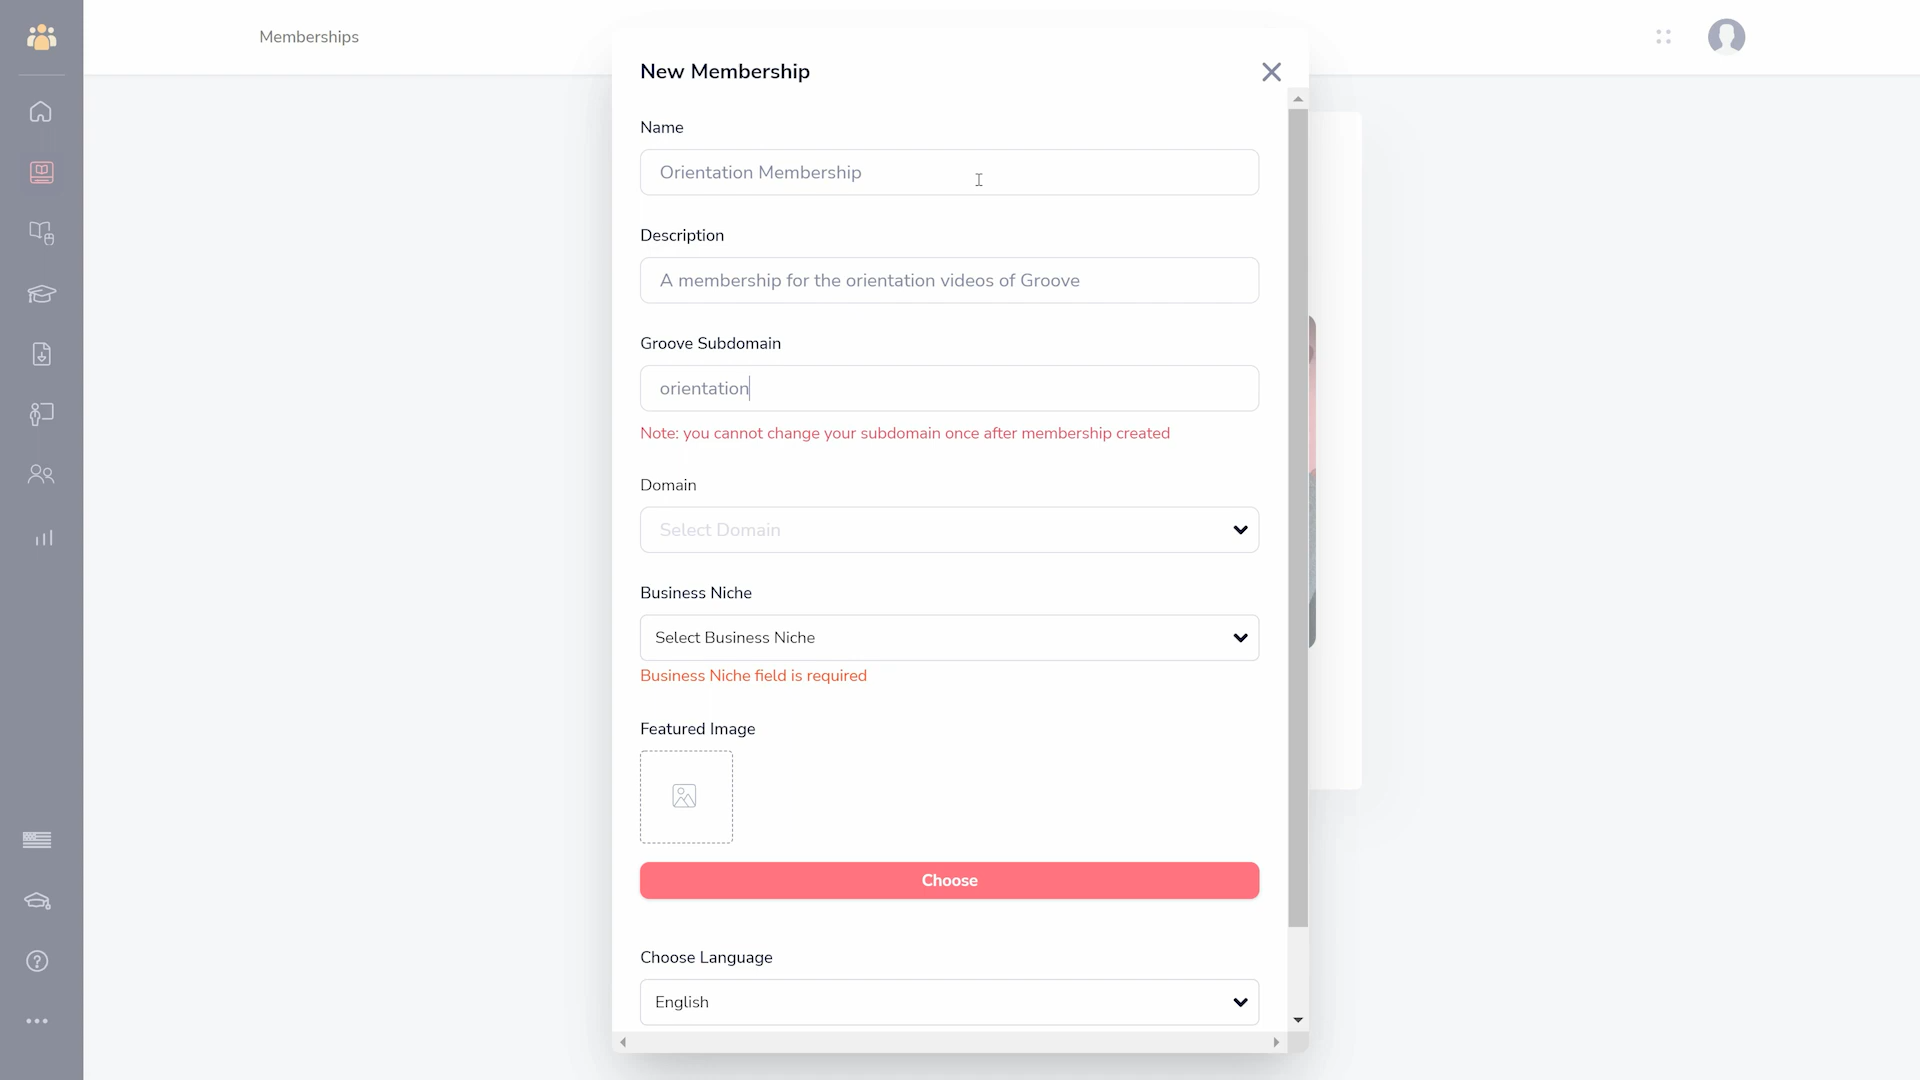 Memberships
New Membership
Name
Orientation Membership
Description
A membership for the orientation videos of Groove
Groove Subdomain
orientation
Note: you cannot change your subdomain once after membership created
Domain
Select Domain
Business Niche
Select Business Niche
Business Niche field is required
Featured Image
Choose
Choose Language
English